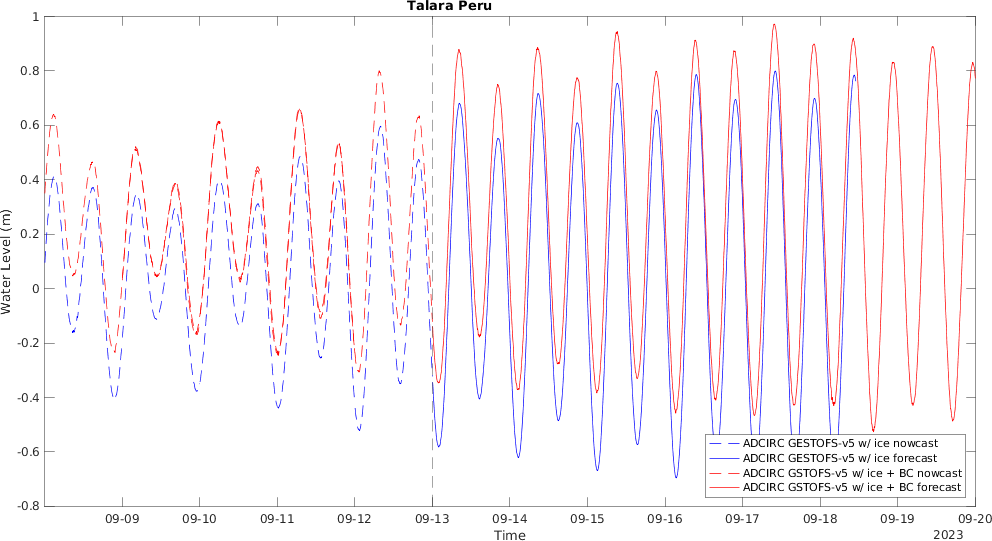 Talara Peru
1
0.8
0.6
0.4
0.2
0
-0.2
-0.4
-0.6
-0.8
Water Level (m)
ADCIRC GESTOFS-v5 w/ ice nowcast
ADCIRC GESTOFS-v5 w/ ice forecast
ADCIRC GSTOFS-v5 w/ ice + BC nowcast
ADCIRC GSTOFS-v5 w/ ice + BC forecast
09-09 09-10 09-11 09-12 09-13 09-14 09-15 09-16 09-17 09-18 09-19 09-20
Time
2023